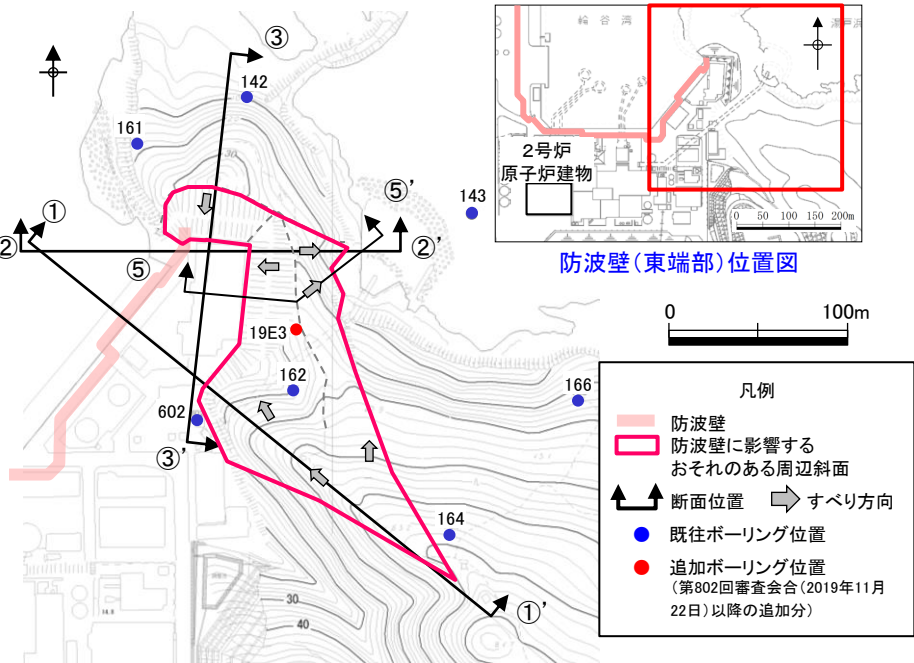 ③
142
161
30
①
②
⑤
⑤'
②'
143
19E3
162
602
③'
166
164
①'
40
30
2号炉
原子炉建物
0 50 100 150 200m
防波壁(東端部)位置図
0 100m
凡例
防波壁
防波壁に影響する
おそれのある周辺斜面
断面位置
すべり方向
既往ボーリング位置
追加ボーリング位置
(第802回審査会合(2019年11月
22日)以降の追加分)